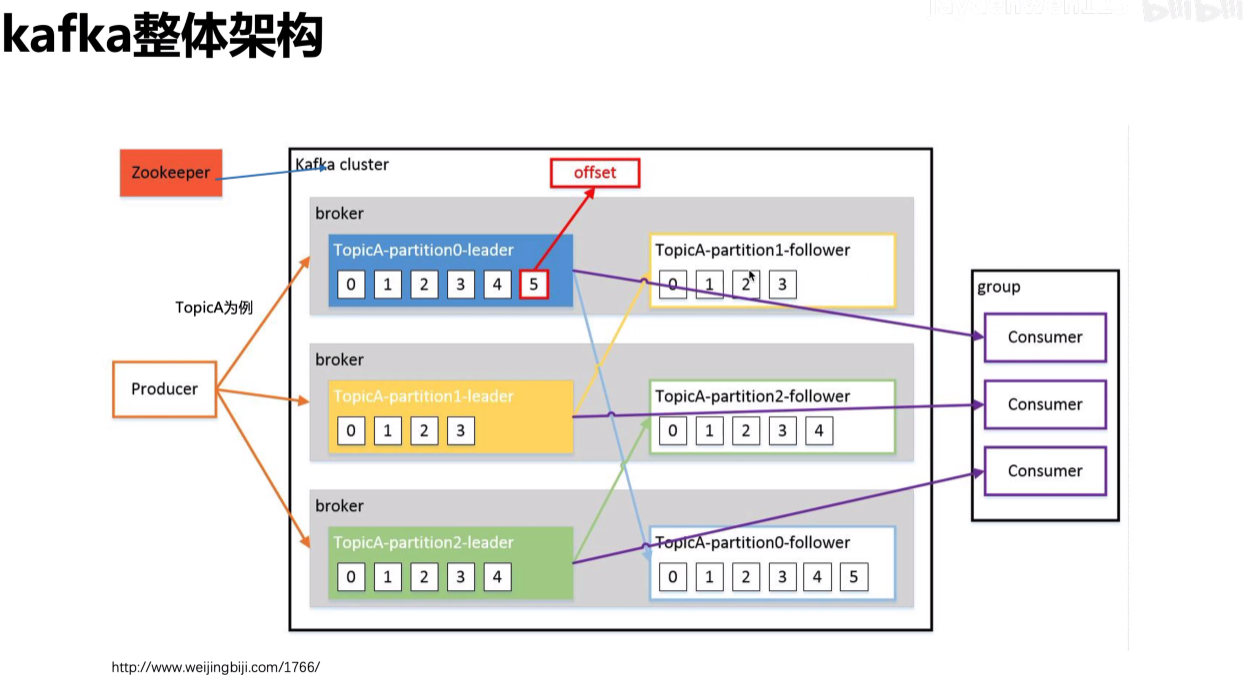 kafka整体架构
bilibili
Zookeeper
Kafka cluster
offset
broker
TopicA-partition0-leader
0 1 2 3 4 5
TopicA-partition1-follower
0 1 2 3
TopicA为例
Producer
broker
TopicA-partition1-leader
0 1 2 3
TopicA-partition2-follower
0 1 2 3 4
broker
TopicA-partition2-leader
0 1 2 3 4
TopicA-partition0-follower
0 1 2 3 4 5
group
Consumer
Consumer
Consumer
http://www.weijingbiji.com/1766/